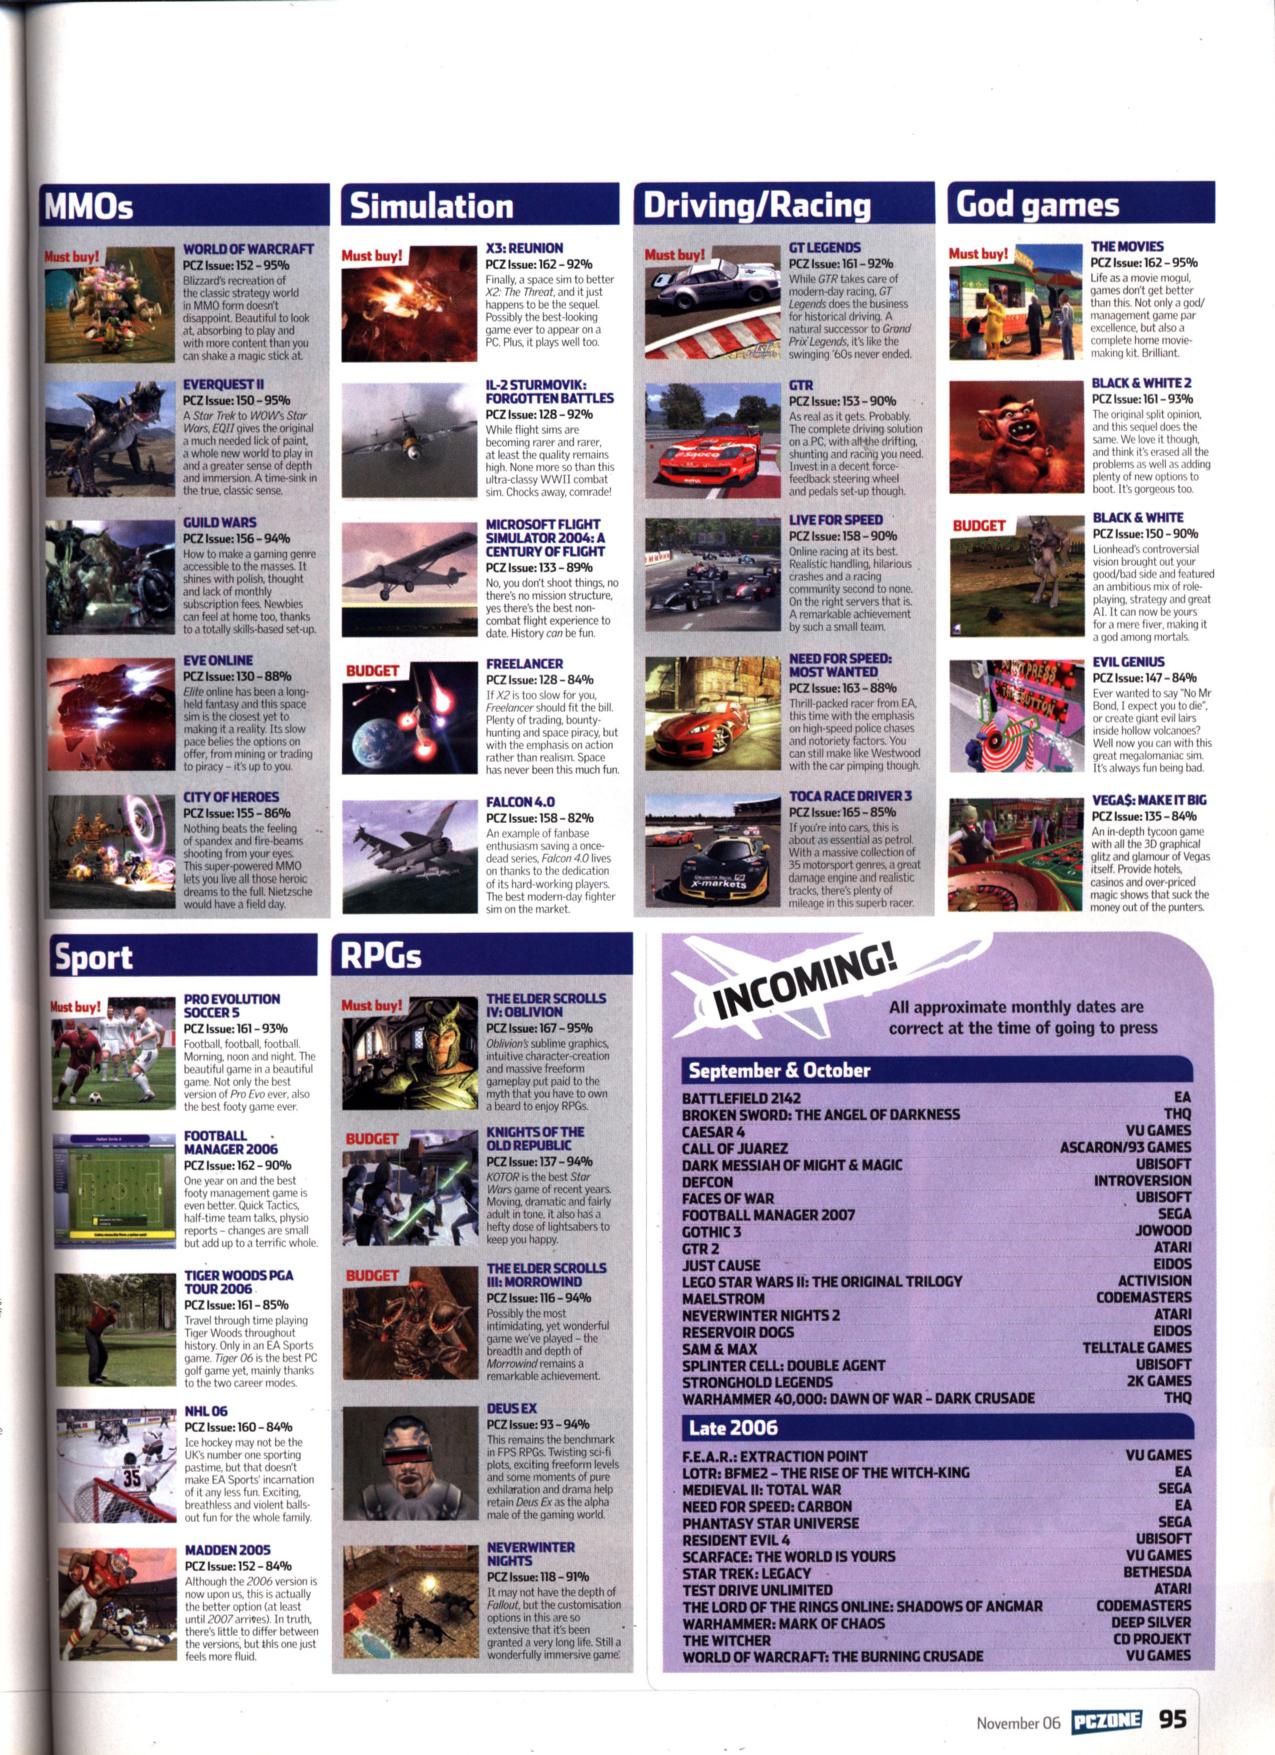 MMOs
Must buy!
WORLD OF WARCRAFT
PCZ Issue: 152 – 95%
Blizzard's recreation of
the classic strategy world
in MMO form doesn't
disappoint. Beautiful to look
at, absorbing to play and
with more content than you
can shake a magic stick at.
EVERQUEST II
PCZ Issue: 150 – 95%
A Star Trek to WOW's Star
Wars, EQII gives the original
a much needed lick of paint,
a whole new world to play in
and a greater sense of depth
and immersion. A time-sink in
the true, classic sense.
GUILD WARS
PCZ Issue: 156 – 94%
How to make a gaming genre
accessible to the masses. It
shines with polish, thought
and lack of monthly
subscription fees. Newbies
can feel at home too, thanks
to a totally skills-based set-up.
EVE ONLINE
PCZ Issue: 130 – 88%
Elite online has been a long-
held fantasy and this space
sim is the closest yet to
making it a reality. Its slow
pace belies the options on
offer, from mining or trading
to piracy – it's up to you.
CITY OF HEROES
PCZ Issue: 155 – 86%
Nothing beats the feeling
of spandex and fire-beams
shooting from your eyes.
This super-powered MMO
lets you live all those heroic
dreams to the full. Nietzsche
would have a field day.
Simulation
Must buy!
X3: REUNION
PCZ Issue: 162 – 92%
Finally, a space sim to better
X2: The Threat, and it just
happens to be the sequel.
Possibly the best-looking
game ever to appear on a
PC. Plus, it plays well too.
IL-2 STURMOVIK:
FORGOTTEN BATTLES
PCZ Issue: 128 – 92%
While flight sims are
becoming rarer and rarer,
at least the quality remains
high. None more so than this
ultra-classy WWII combat
sim. Chocks away, comrade!
MICROSOFT FLIGHT
SIMULATOR 2004: A
CENTURY OF FLIGHT
PCZ Issue: 133 – 89%
No, you don't shoot things, no
there's no mission structure,
yes there's the best non-
combat flight experience to
date. History can be fun.
BUDGET
FREELANCER
PCZ Issue: 128 – 84%
If X2 is too slow for you,
Freelancer should fit the bill.
Plenty of trading, bounty-
hunting and space piracy, but
with the emphasis on action
rather than realism. Space
has never been this much fun.
FALCON 4.0
PCZ Issue: 158 – 82%
An example of fanbase
enthusiasm saving a once-
dead series, Falcon 4.0 lives
on thanks to the dedication
of its hard-working players.
The best modern-day fighter
sim on the market.
Driving/Racing
Must buy!
GT LEGENDS
PCZ Issue: 161 – 92%
While GTR takes care of
modern-day racing, GT
Legends does the business
for historical driving. A
natural successor to Grand
Prix Legends, it's like the
swinging '60s never ended.
GTR
PCZ Issue: 153 – 90%
As real as it gets. Probably.
The complete driving solution
on a PC, with all the drifting,
shunting and racing you need.
Invest in a decent force-
feedback steering wheel
and pedals set-up though.
LIVE FOR SPEED
PCZ Issue: 158 – 90%
Online racing at its best.
Realistic handling, hilarious
crashes and a racing
community second to none.
On the right servers that is.
A remarkable achievement
by such a small team.
NEED FOR SPEED:
MOST WANTED
PCZ Issue: 163 – 88%
Thrill-packed racer from EA,
this time with the emphasis
on high-speed police chases
and notoriety factors. You
can still make like Westwood
with the car pimping though.
x-markets
TOCA RACE DRIVER 3
PCZ Issue: 165 – 85%
If you're into cars, this is
about as essential as petrol.
With a massive collection of
35 motorsport genres, a great
damage engine and realistic
tracks, there's plenty of
mileage in this superb racer.
God games
Must buy!
THE MOVIES
PCZ Issue: 162 – 95%
Life as a movie mogul,
games don't get better
than this. Not only a god/
management game par
excellence, but also a
complete home movie-
making kit. Brilliant.
BLACK & WHITE 2
PCZ Issue: 161 – 93%
The original split opinion,
and this sequel does the
same. We love it though,
and think it's erased all the
problems as well as adding
plenty of new options to
boot. It's gorgeous too.
BUDGET
BLACK & WHITE
PCZ Issue: 150 – 90%
Lionhead's controversial
vision brought out your
good/bad side and featured
an ambitious mix of role-
playing, strategy and great
AI. It can now be yours
for a mere fiver, making it
a god among mortals.
EVIL GENIUS
PCZ Issue: 147 – 84%
Ever wanted to say "No Mr
Bond, I expect you to die",
or create giant evil lairs
inside hollow volcanoes?
Well now you can with this
great megalomaniac sim.
It's always fun being bad.
VEGA$: MAKE IT BIG
PCZ Issue: 135 – 84%
An in-depth tycoon game
with all the 3D graphical
glitz and glamour of Vegas
itself. Provide hotels,
casinos and over-priced
magic shows that suck the
money out of the punters.
Sport
Must buy!
PRO EVOLUTION
SOCCER 5
PCZ Issue: 161 – 93%
Football, football, football.
Morning, noon and night. The
beautiful game in a beautiful
game. Not only the best
version of Pro Evo ever, also
the best footy game ever.
FOOTBALL
MANAGER 2006
PCZ Issue: 162 – 90%
One year on and the best
footy management game is
even better. Quick Tactics,
half-time team talks, physio
reports – changes are small
but add up to a terrific whole.
TIGER WOODS PGA
TOUR 2006
PCZ Issue: 161 – 85%
Travel through time playing
Tiger Woods throughout
history. Only in an EA Sports
game. Tiger 06 is the best PC
golf game yet, mainly thanks
to the two career modes.
35
NHL 06
PCZ Issue: 160 – 84%
Ice hockey may not be the
UK's number one sporting
pastime, but that doesn't
make EA Sports' incarnation
of it any less fun. Exciting,
breathless and violent balls-
out fun for the whole family.
MADDEN 2005
PCZ Issue: 152 – 84%
Although the 2006 version is
now upon us, this is actually
the better option (at least
until 2007 arrives). In truth,
there's little to differ between
the versions, but this one just
feels more fluid.
RPGs
Must buy!
THE ELDER SCROLLS
IV: OBLIVION
PCZ Issue: 167 – 95%
Oblivion's sublime graphics,
intuitive character-creation
and massive freeform
gameplay put paid to the
myth that you have to own
a beard to enjoy RPGs.
BUDGET
KNIGHTS OF THE
OLD REPUBLIC
PCZ Issue: 137 – 94%
KOTOR is the best Star
Wars game of recent years.
Moving, dramatic and fairly
adult in tone, it also has a
hefty dose of lightsabers to
keep you happy.
BUDGET
THE ELDER SCROLLS
III: MORROWIND
PCZ Issue: 116 – 94%
Possibly the most
intimidating, yet wonderful
game we've played – the
breadth and depth of
Morrowind remains a
remarkable achievement.
DEUS EX
PCZ Issue: 93 – 94%
This remains the benchmark
in FPS RPGs. Twisting sci-fi
plots, exciting freeform levels
and some moments of pure
exhilaration and drama help
retain Deus Ex as the alpha
male of the gaming world.
NEVERWINTER
NIGHTS
PCZ Issue: 118 – 91%
It may not have the depth of
Fallout, but the customisation
options in this are so
extensive that it's been
granted a very long life. Still a
wonderfully immersive game.
INCOMING!
All approximate monthly dates are
correct at the time of going to press
September & October
BATTLEFIELD 2142 EA
BROKEN SWORD: THE ANGEL OF DARKNESS THQ
CAESAR 4 VU GAMES
CALL OF JUAREZ ASCARON/93 GAMES
DARK MESSIAH OF MIGHT & MAGIC UBISOFT
DEFCON INTROVERSION
FACES OF WAR UBISOFT
FOOTBALL MANAGER 2007 SEGA
GOTHIC 3 JOWOOD
GTR 2 ATARI
JUST CAUSE EIDOS
LEGO STAR WARS II: THE ORIGINAL TRILOGY ACTIVISION
MAELSTROM CODEMASTERS
NEVERWINTER NIGHTS 2 ATARI
RESERVOIR DOGS EIDOS
SAM & MAX TELLTALE GAMES
SPLINTER CELL: DOUBLE AGENT UBISOFT
STRONGHOLD LEGENDS 2K GAMES
WARHAMMER 40,000: DAWN OF WAR – DARK CRUSADE THQ
Late 2006
F.E.A.R.: EXTRACTION POINT VU GAMES
LOTR: BFME2 – THE RISE OF THE WITCH-KING EA
MEDIEVAL II: TOTAL WAR SEGA
NEED FOR SPEED: CARBON EA
PHANTASY STAR UNIVERSE SEGA
RESIDENT EVIL 4 UBISOFT
SCARFACE: THE WORLD IS YOURS VU GAMES
STAR TREK: LEGACY BETHESDA
TEST DRIVE UNLIMITED ATARI
THE LORD OF THE RINGS ONLINE: SHADOWS OF ANGMAR CODEMASTERS
WARHAMMER: MARK OF CHAOS DEEP SILVER
THE WITCHER CD PROJEKT
WORLD OF WARCRAFT: THE BURNING CRUSADE VU GAMES
November 06 PCZONE 95